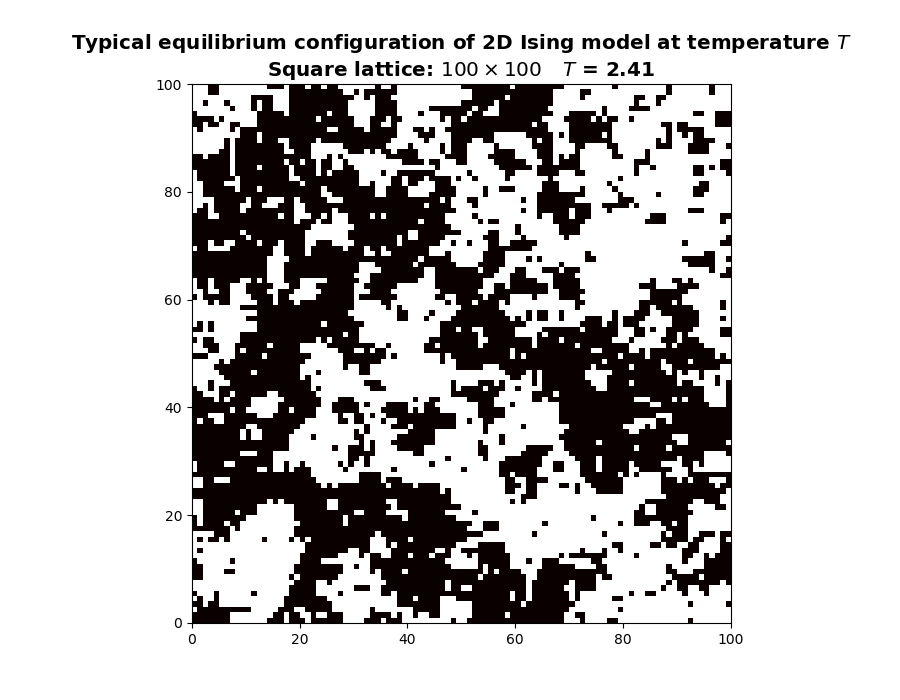 Typical equilibrium configuration of 2D Ising model at temperature T
Square lattice: 100 × 100 T = 2.41
100
80
60
40
20
0
0 20 40 60 80 100